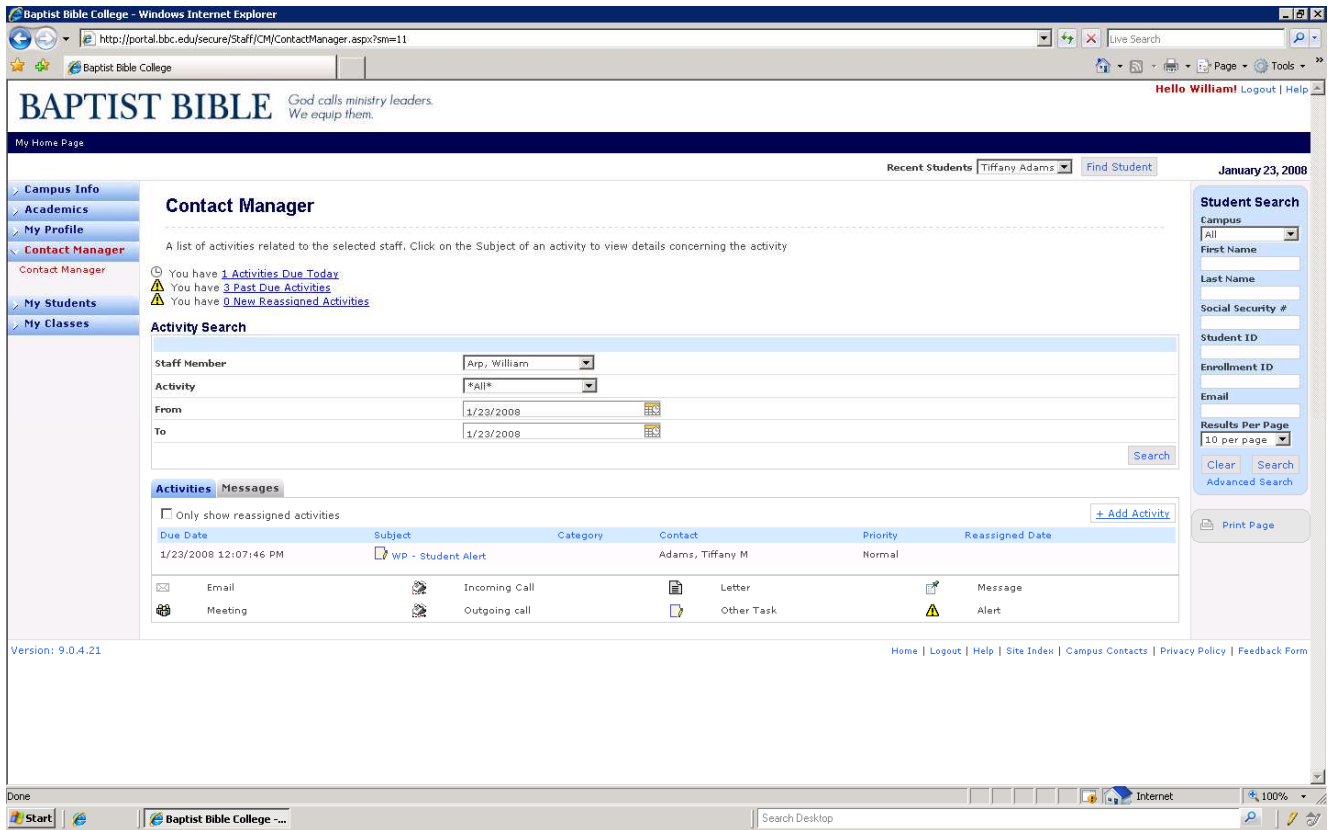 Baptist Bible College - Windows Internet Explorer
http://portal.bbc.edu/secure/Staff/CM/ContactManager.aspx?sm=11
Live Search
Baptist Bible College
Page Tools »
BAPTIST BIBLE God calls ministry leaders.
We equip them.
Hello William! Logout | Help
My Home Page
Recent Students Tiffany Adams Find Student
January 23, 2008
Campus Info
Academics
My Profile
Contact Manager
Contact Manager
My Students
My Classes
Contact Manager
A list of activities related to the selected staff. Click on the Subject of an activity to view details concerning the activity
You have 1 Activities Due Today
You have 3 Past Due Activities
You have 0 New Reassigned Activities
Activity Search
Staff Member Arp, William
Activity *All*
From 1/23/2008
To 1/23/2008
Search
Activities Messages
Only show reassigned activities
+ Add Activity
Due Date Subject Category Contact Priority Reassigned Date
1/23/2008 12:07:46 PM WP - Student Alert Adams, Tiffany M Normal
Email Incoming Call Letter Message
Meeting Outgoing call Other Task Alert
Student Search
Campus
All
First Name
Last Name
Social Security #
Student ID
Enrollment ID
Email
Results Per Page
10 per page
Clear Search
Advanced Search
Print Page
Version: 9.0.4.21
Home | Logout | Help | Site Index | Campus Contacts | Privacy Policy | Feedback Form
Done
Internet
100%
Start
Baptist Bible College -...
Search Desktop